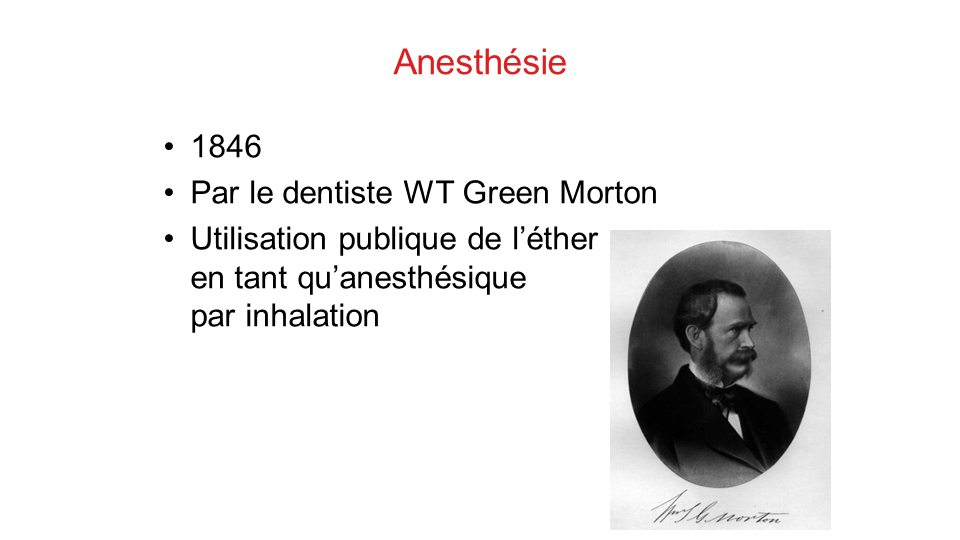 Anesthésie
• 1846
• Par le dentiste WT Green Morton
• Utilisation publique de l’éther
en tant qu’anesthésique
par inhalation
Wm T G Morton